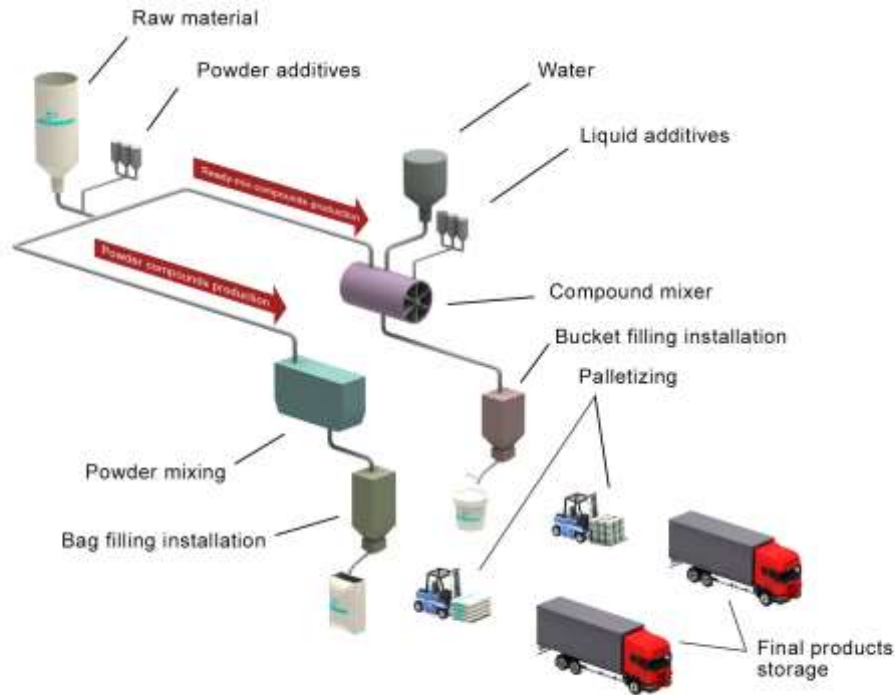 Raw material
Powder additives
Water
Liquid additives
Ready-mix compounds production
Powder compounds production
Compound mixer
Bucket filling installation
Palletizing
Powder mixing
Bag filling installation
Final products
storage